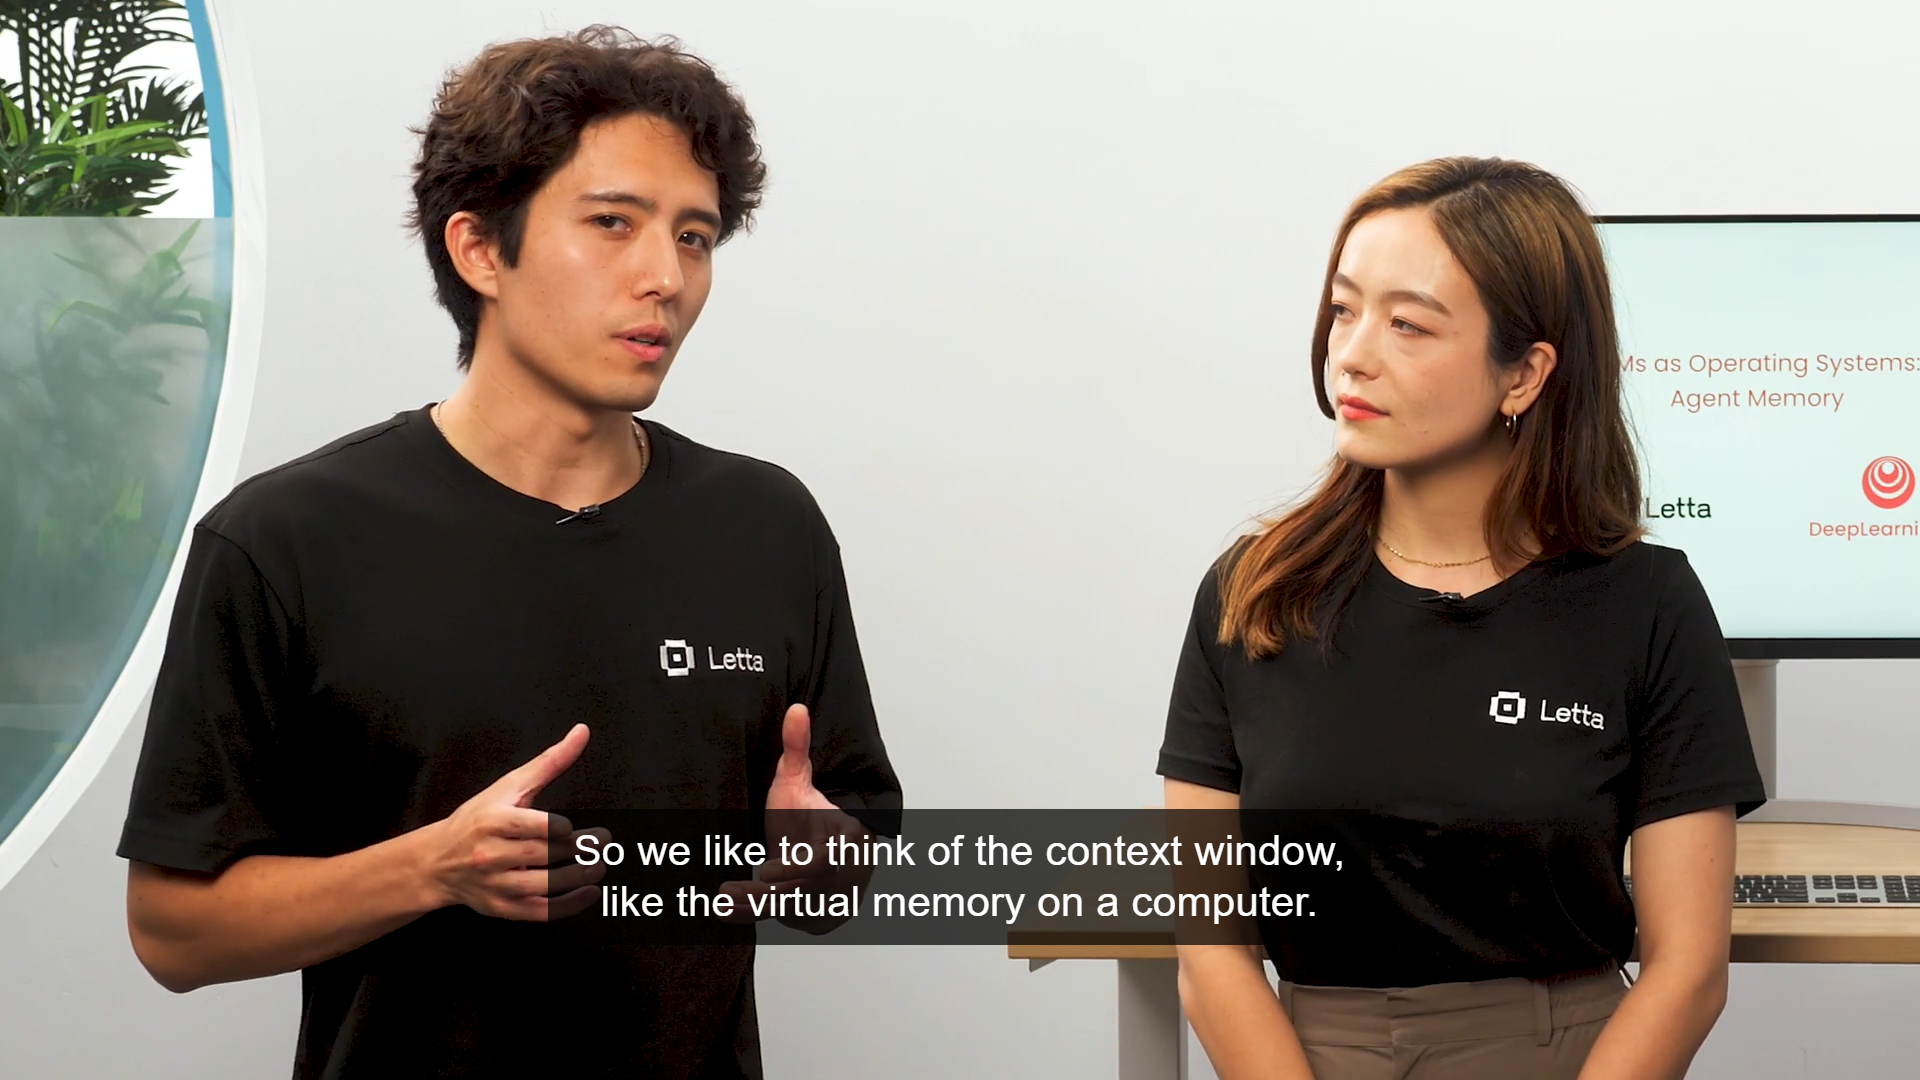 Ms as Operating Systems:
Agent Memory
Letta
DeepLearni
Letta
Letta
So we like to think of the context window,
like the virtual memory on a computer.